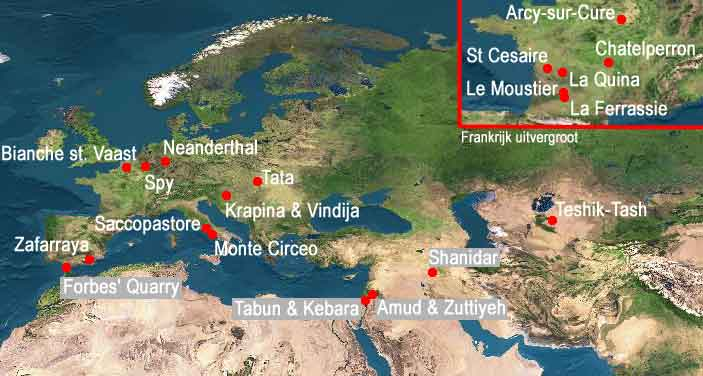 Arcy-sur-Cure
St Cesaire
Chatelperron
La Quina
Le Moustier
La Ferrassie
Frankrijk uitvergroot
Bianche st. Vaast
Neanderthal
Spy
Tata
Krapina & Vindija
Teshik-Tash
Saccopastore
Monte Circeo
Zafarraya
Shanidar
Forbes' Quarry
Tabun & Kebara
Amud & Zuttiyeh